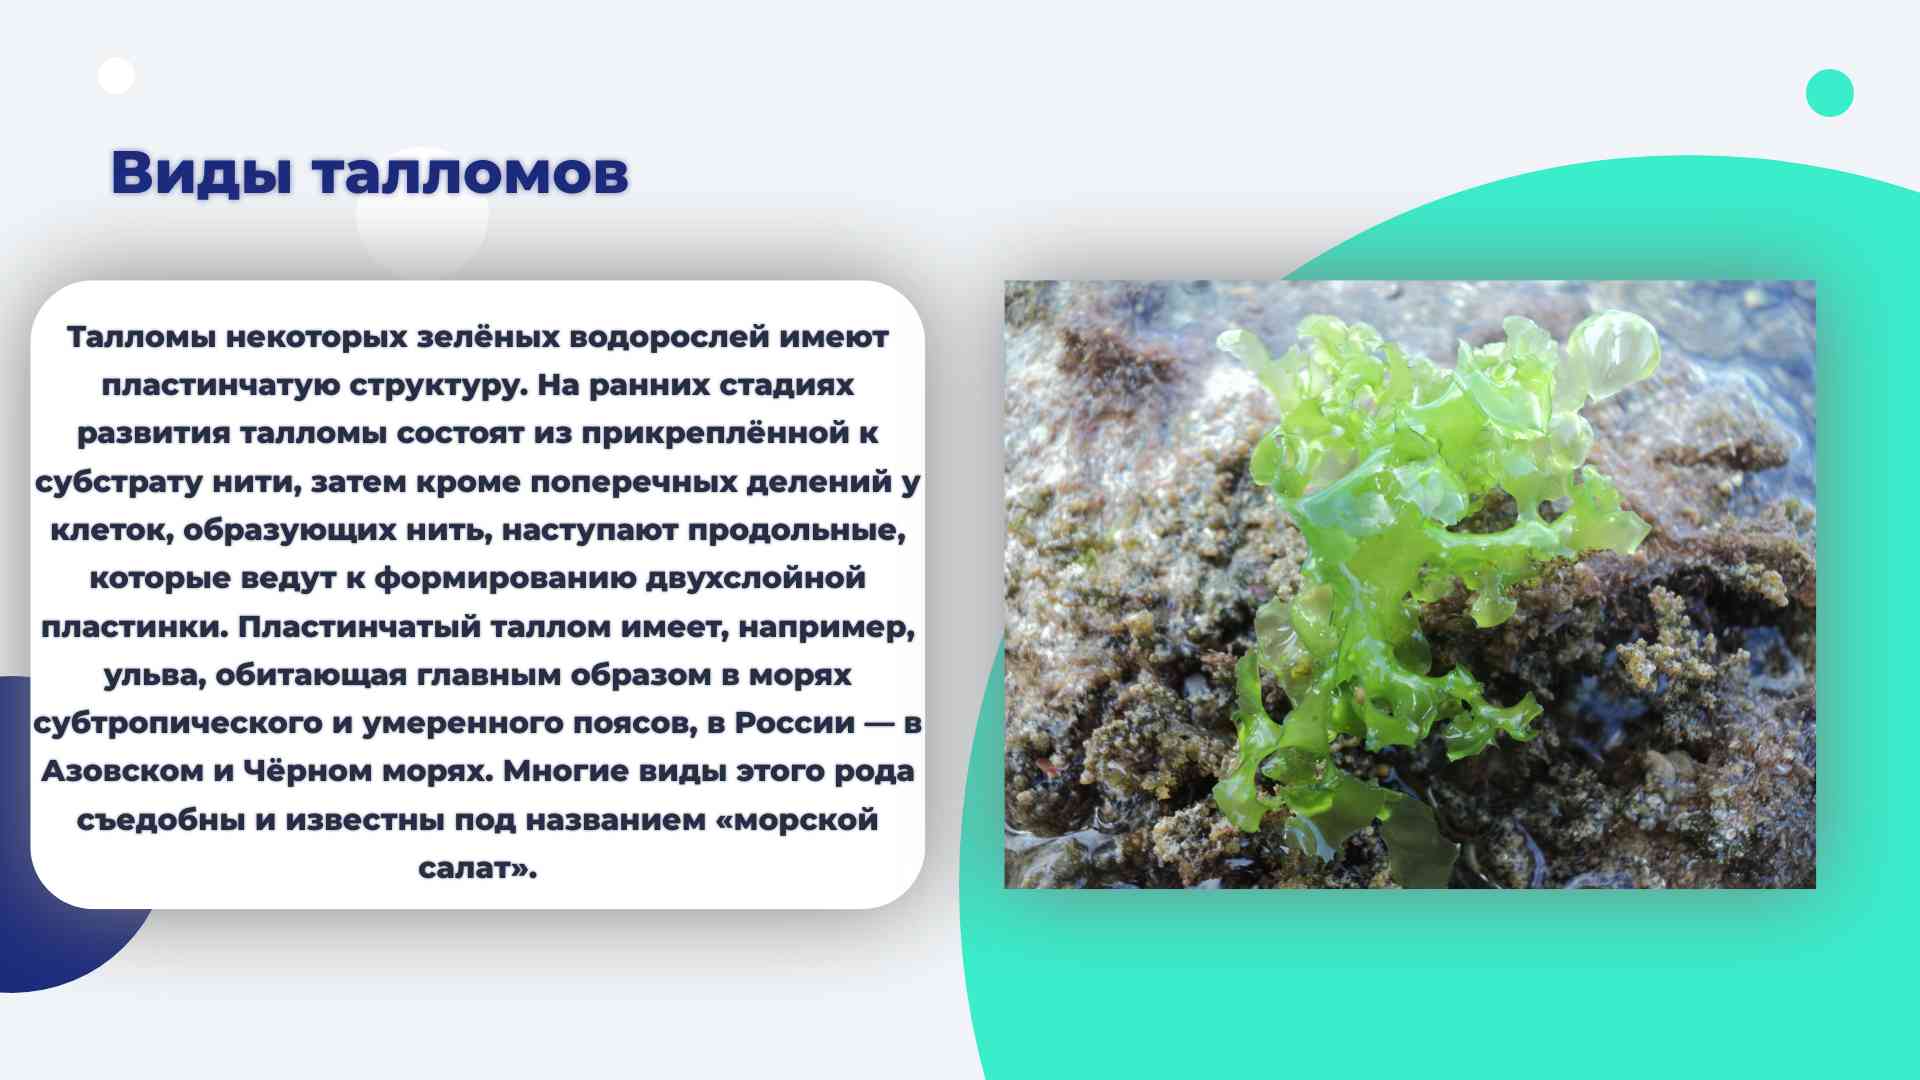 Виды талломов
Талломы некоторых зелёных водорослей имеют
пластинчатую структуру. На ранних стадиях
развития талломы состоят из прикреплённой к
субстрату нити, затем кроме поперечных делений у
клеток, образующих нить, наступают продольные,
которые ведут к формированию двухслойной
пластинки. Пластинчатый таллом имеет, например,
ульва, обитающая главным образом в морях
субтропического и умеренного поясов, в России — в
Азовском и Чёрном морях. Многие виды этого рода
съедобны и известны под названием «морской
салат».